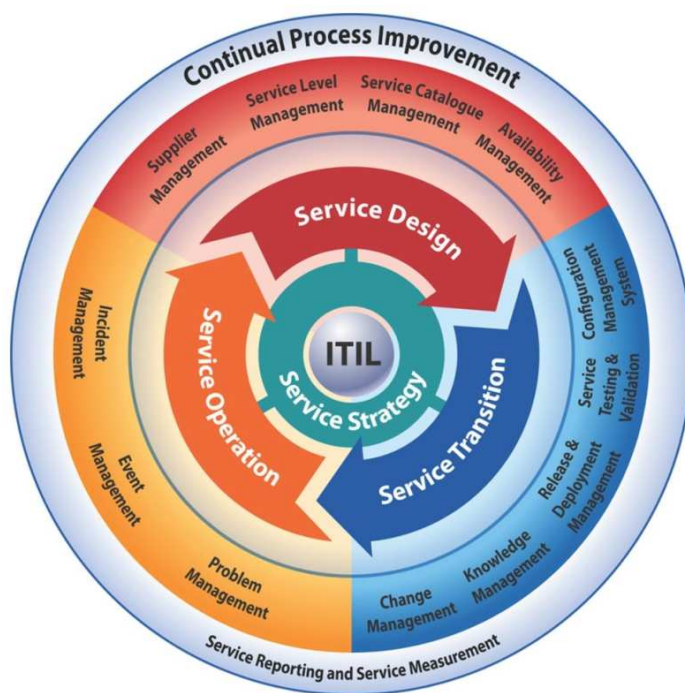 Continual Process Improvement
Supplier
Management
Service Level
Management
Service Catalogue
Management
Availability
Management
Configuration
Management
System
Service
Testing &
Validation
Release &
Deployment
Management
Knowledge
Management
Change
Management
Problem
Management
Event
Management
Incident
Management
Service Design
Service Transition
Service Operation
ITIL
Service Strategy
Service Reporting and Service Measurement